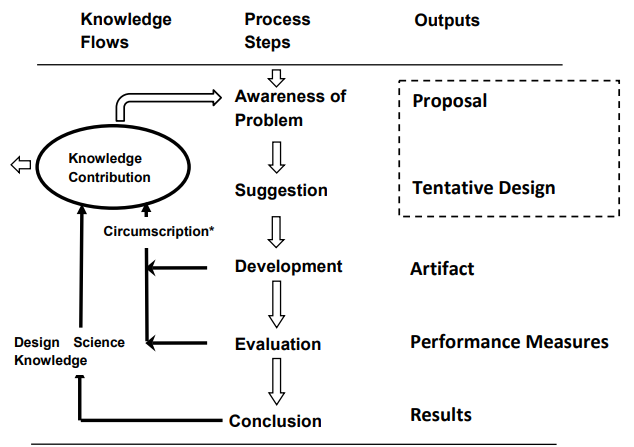 Knowledge Flows
Process Steps
Outputs
Awareness of Problem
Proposal
Knowledge Contribution
Suggestion
Tentative Design
Circumscription*
Development
Artifact
Design Science Knowledge
Evaluation
Performance Measures
Conclusion
Results